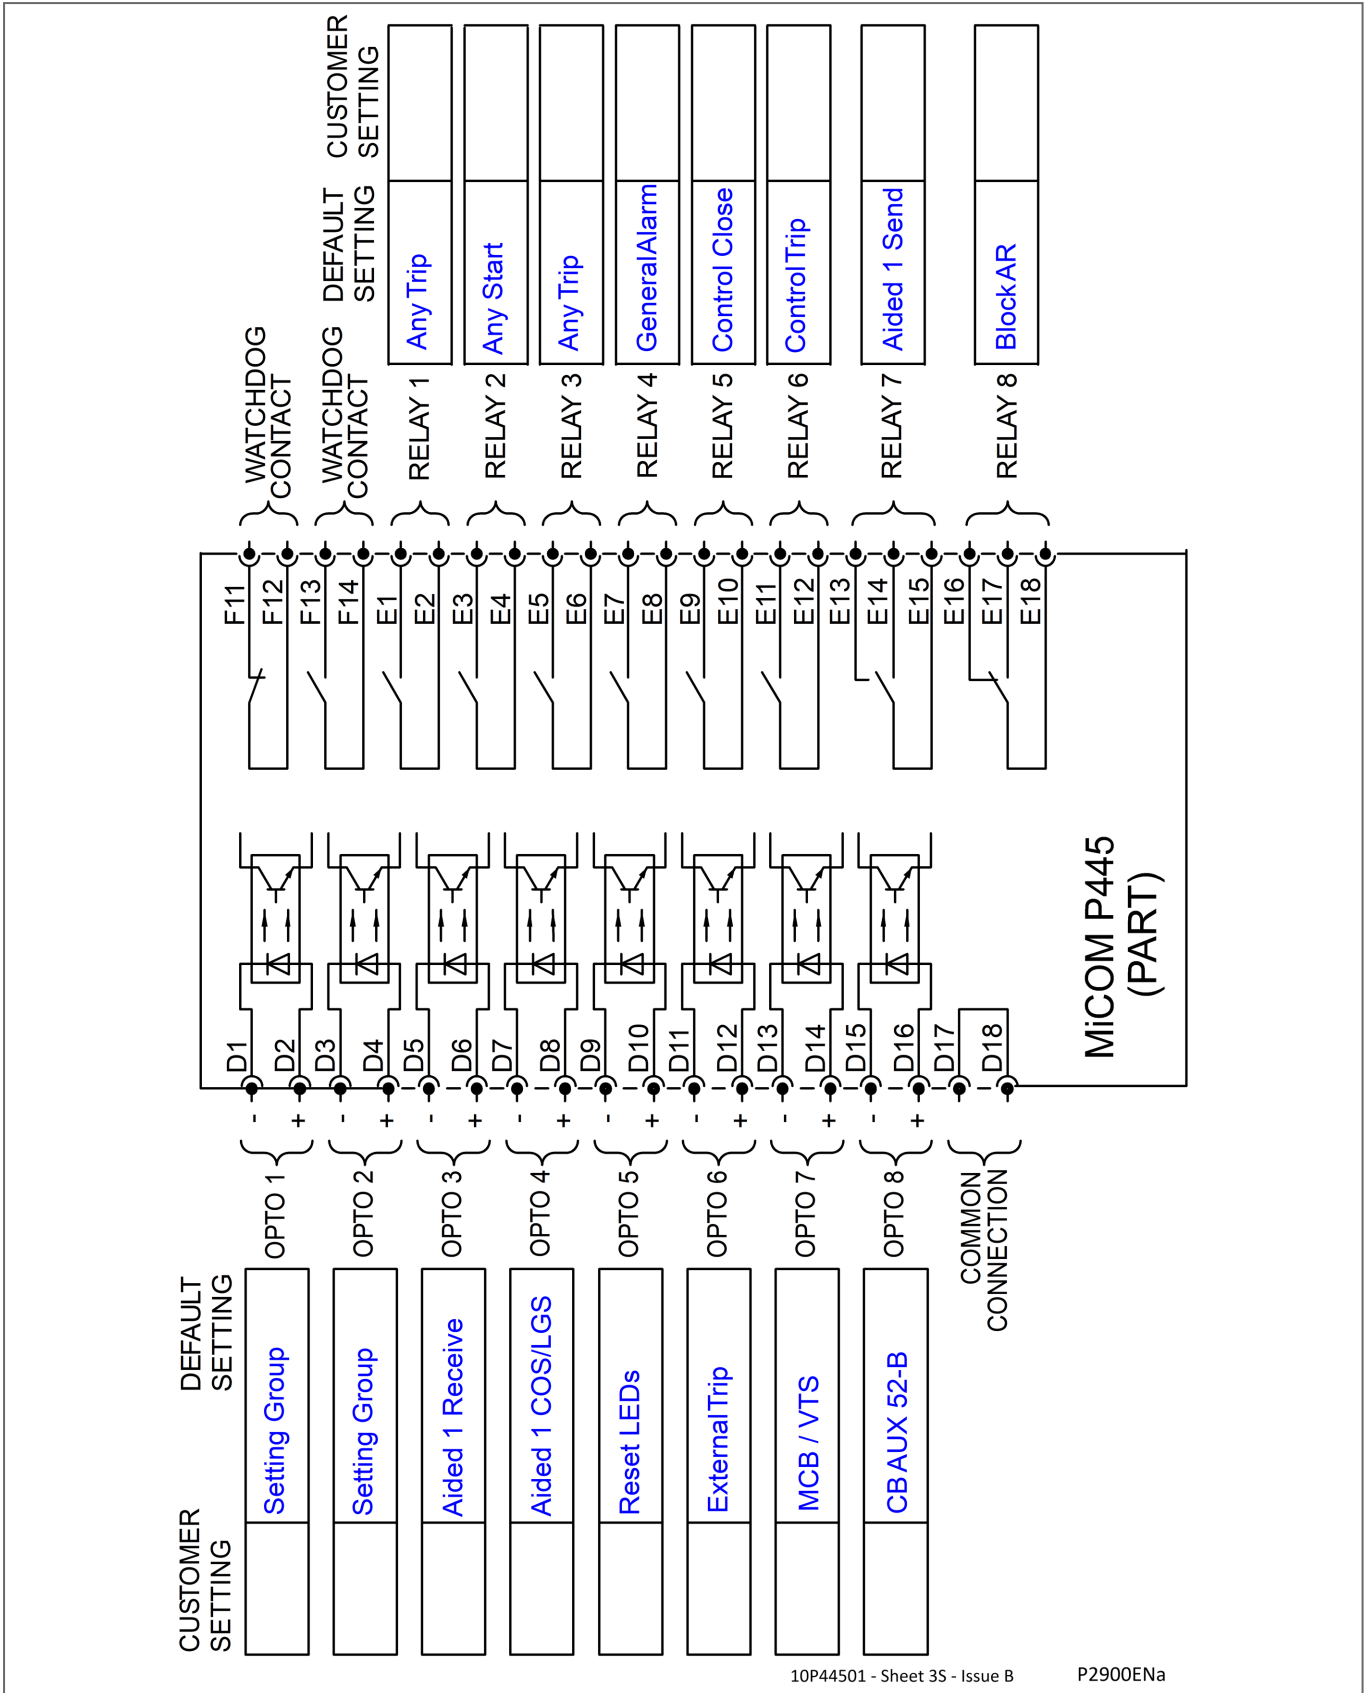 CUSTOMER
SETTING
DEFAULT
SETTING
OPTO 1
Setting Group
OPTO 2
Setting Group
OPTO 3
Aided 1 Receive
OPTO 4
Aided 1 COS/LGS
OPTO 5
Reset LEDs
OPTO 6
ExternalTrip
OPTO 7
MCB / VTS
OPTO 8
CB AUX 52-B
COMMON
CONNECTION
-
+
-
+
-
+
-
+
-
+
-
+
-
+
-
+
D1
D2
D3
D4
D5
D6
D7
D8
D9
D10
D11
D12
D13
D14
D15
D16
D17
D18
MiCOM P445
(PART)
F11
F12
F13
F14
E1
E2
E3
E4
E5
E6
E7
E8
E9
E10
E11
E12
E13
E14
E15
E16
E17
E18
WATCHDOG
CONTACT
WATCHDOG
CONTACT
DEFAULT
SETTING
CUSTOMER
SETTING
RELAY 1
Any Trip
RELAY 2
Any Start
RELAY 3
Any Trip
RELAY 4
GeneralAlarm
RELAY 5
Control Close
RELAY 6
ControlTrip
RELAY 7
Aided 1 Send
RELAY 8
BlockAR
10P44501 - Sheet 3S - Issue B
P2900ENa